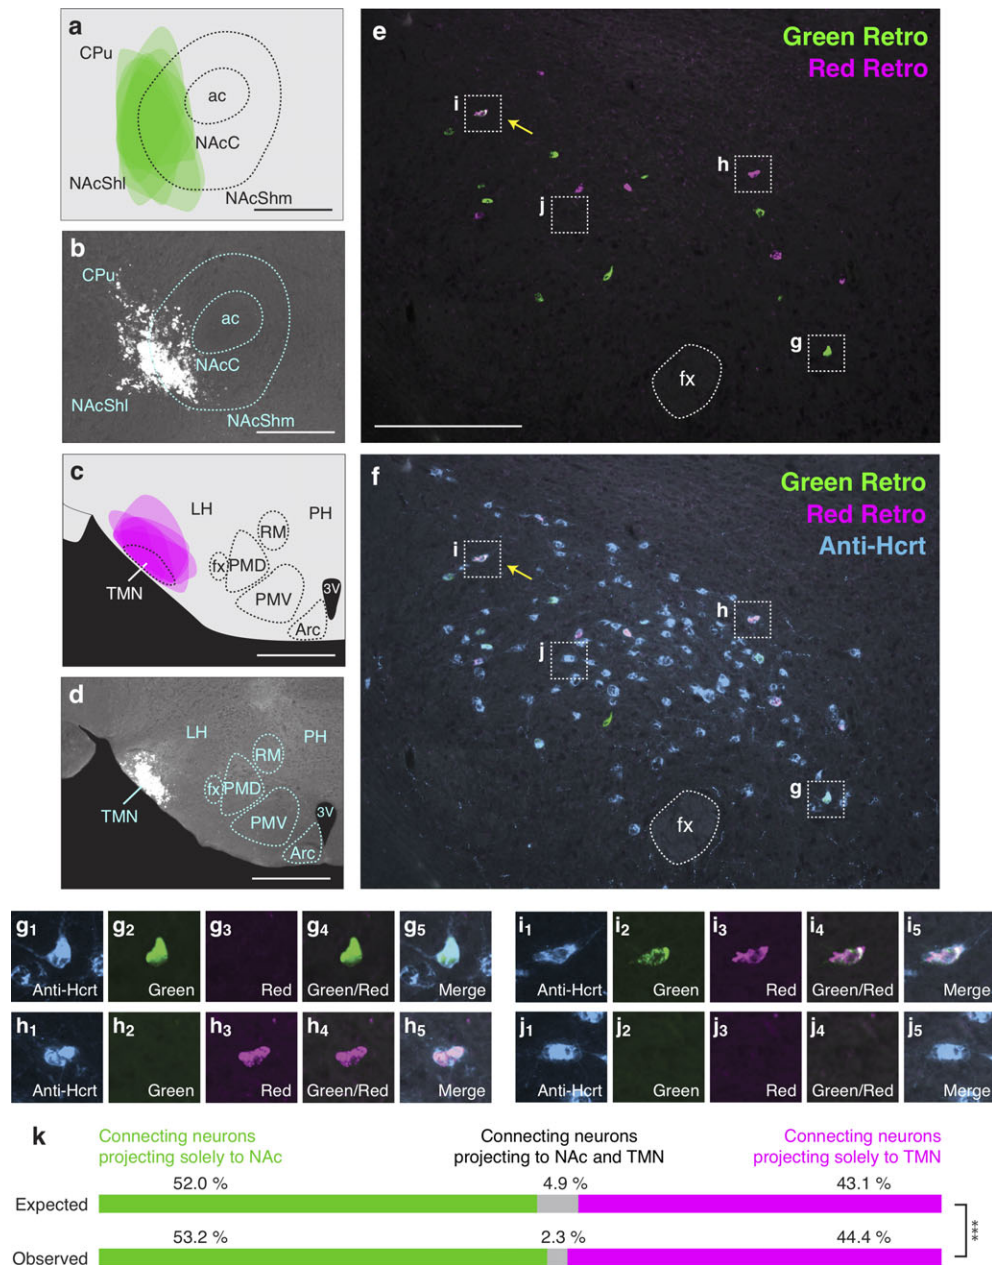 a
CPu
ac
NAcC
NAcShl
NAcShm
b
CPu
ac
NAcC
NAcShl
NAcShm
c
LH
PH
RM
fx
PMD
TMN
PMV
3V
Arc
d
LH
PH
RM
fx
PMD
TMN
PMV
3V
Arc
e
Green Retro
Red Retro
i
h
j
g
fx
f
Green Retro
Red Retro
Anti-Hcrt
i
h
j
g
fx
g1
Anti-Hcrt
g2
Green
g3
Red
g4
Green/Red
g5
Merge
i1
Anti-Hcrt
i2
Green
i3
Red
i4
Green/Red
i5
Merge
h1
Anti-Hcrt
h2
Green
h3
Red
h4
Green/Red
h5
Merge
j1
Anti-Hcrt
j2
Green
j3
Red
j4
Green/Red
j5
Merge
k
Connecting neurons
projecting solely to NAc
Connecting neurons
projecting to NAc and TMN
Connecting neurons
projecting solely to TMN
52.0 % 4.9 % 43.1 %
Expected
53.2 % 2.3 % 44.4 %
Observed
***